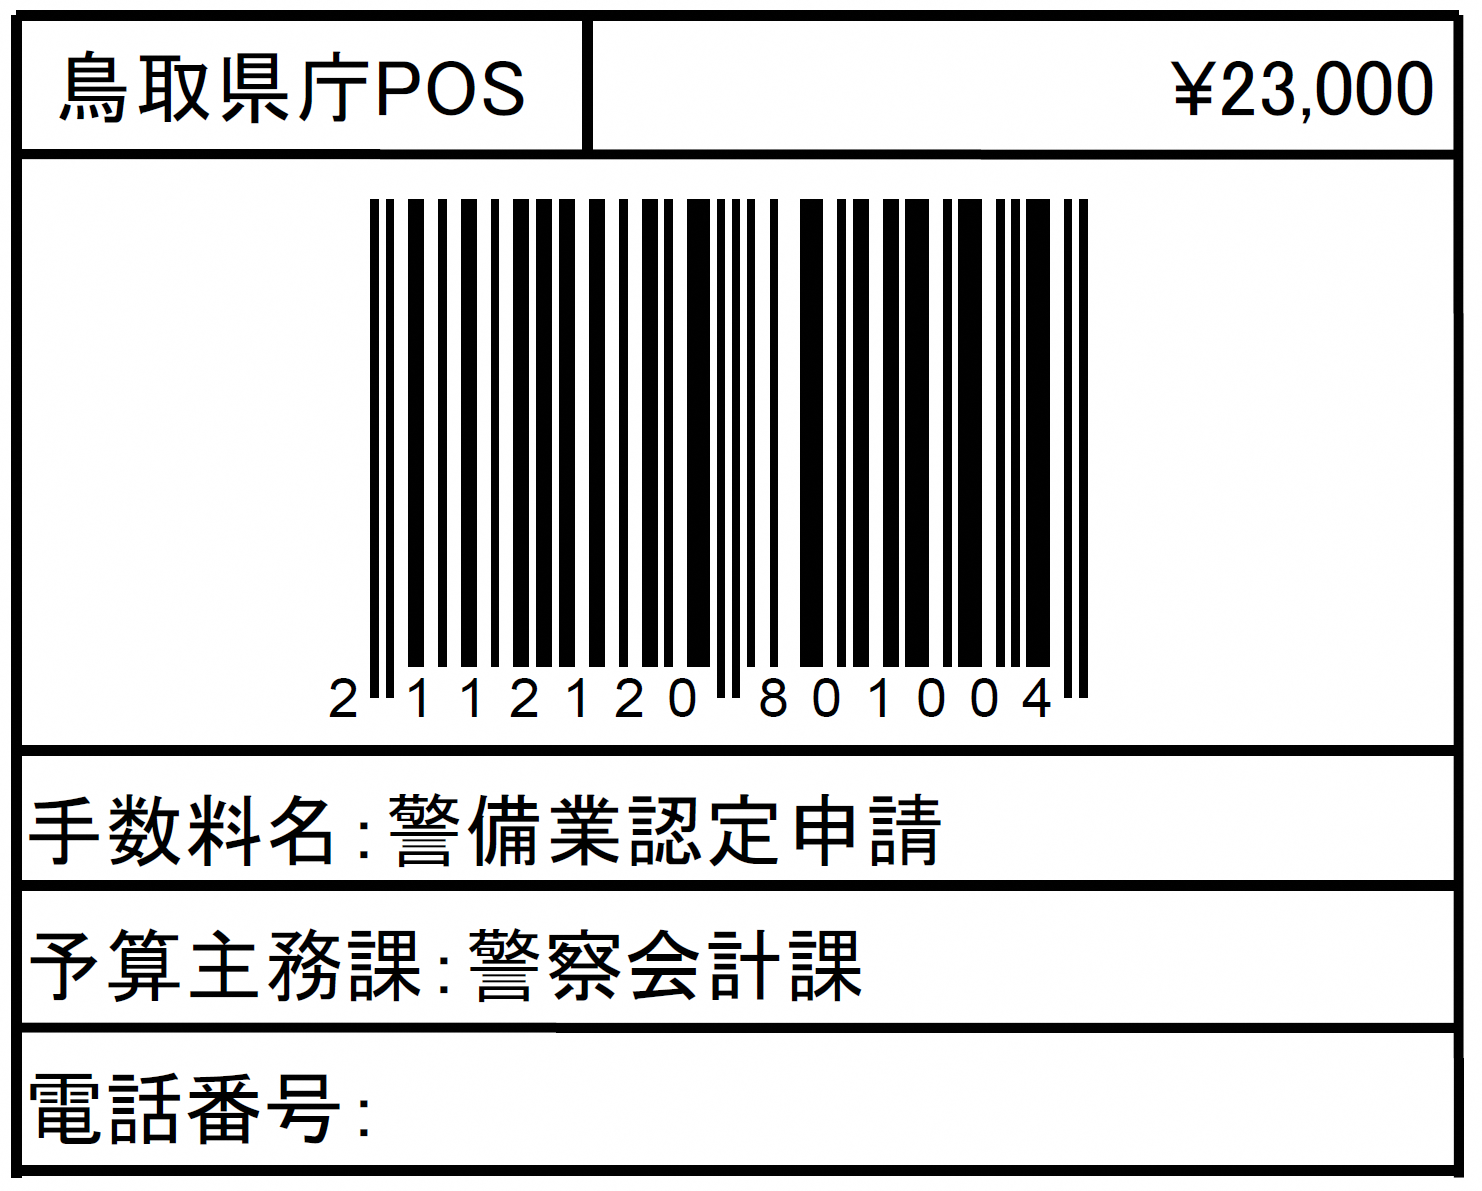 鳥取県庁POS ¥23,000
2 112120 801004
手数料名:警備業認定申請
予算主務課:警察会計課
電話番号: